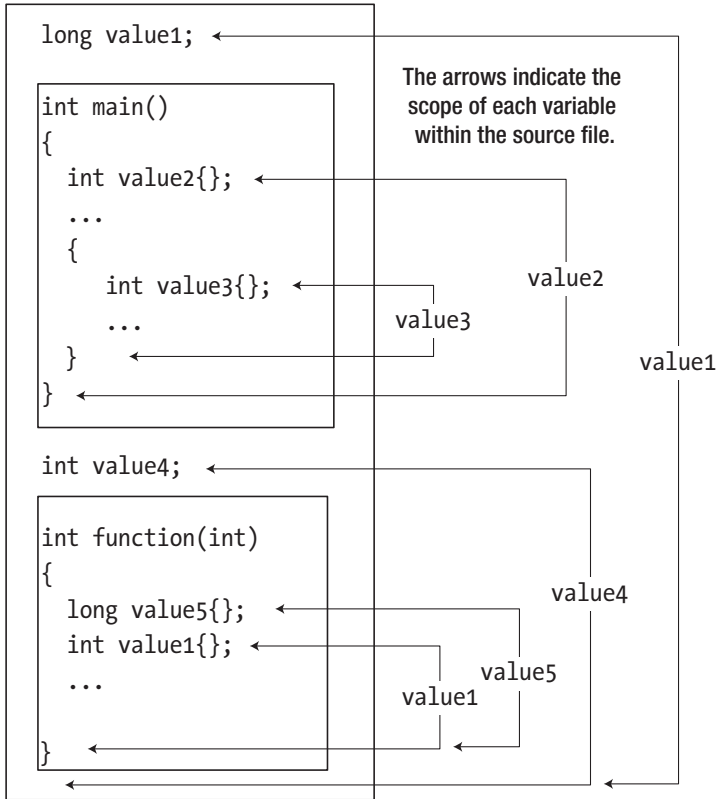 long value1;
The arrows indicate the
scope of each variable
within the source file.
int main()
{
int value2{};
...
{
int value3{};
...
}
}
value3
value2
value1
int value4;
int function(int)
{
long value5{};
int value1{};
...
}
value1
value5
value4